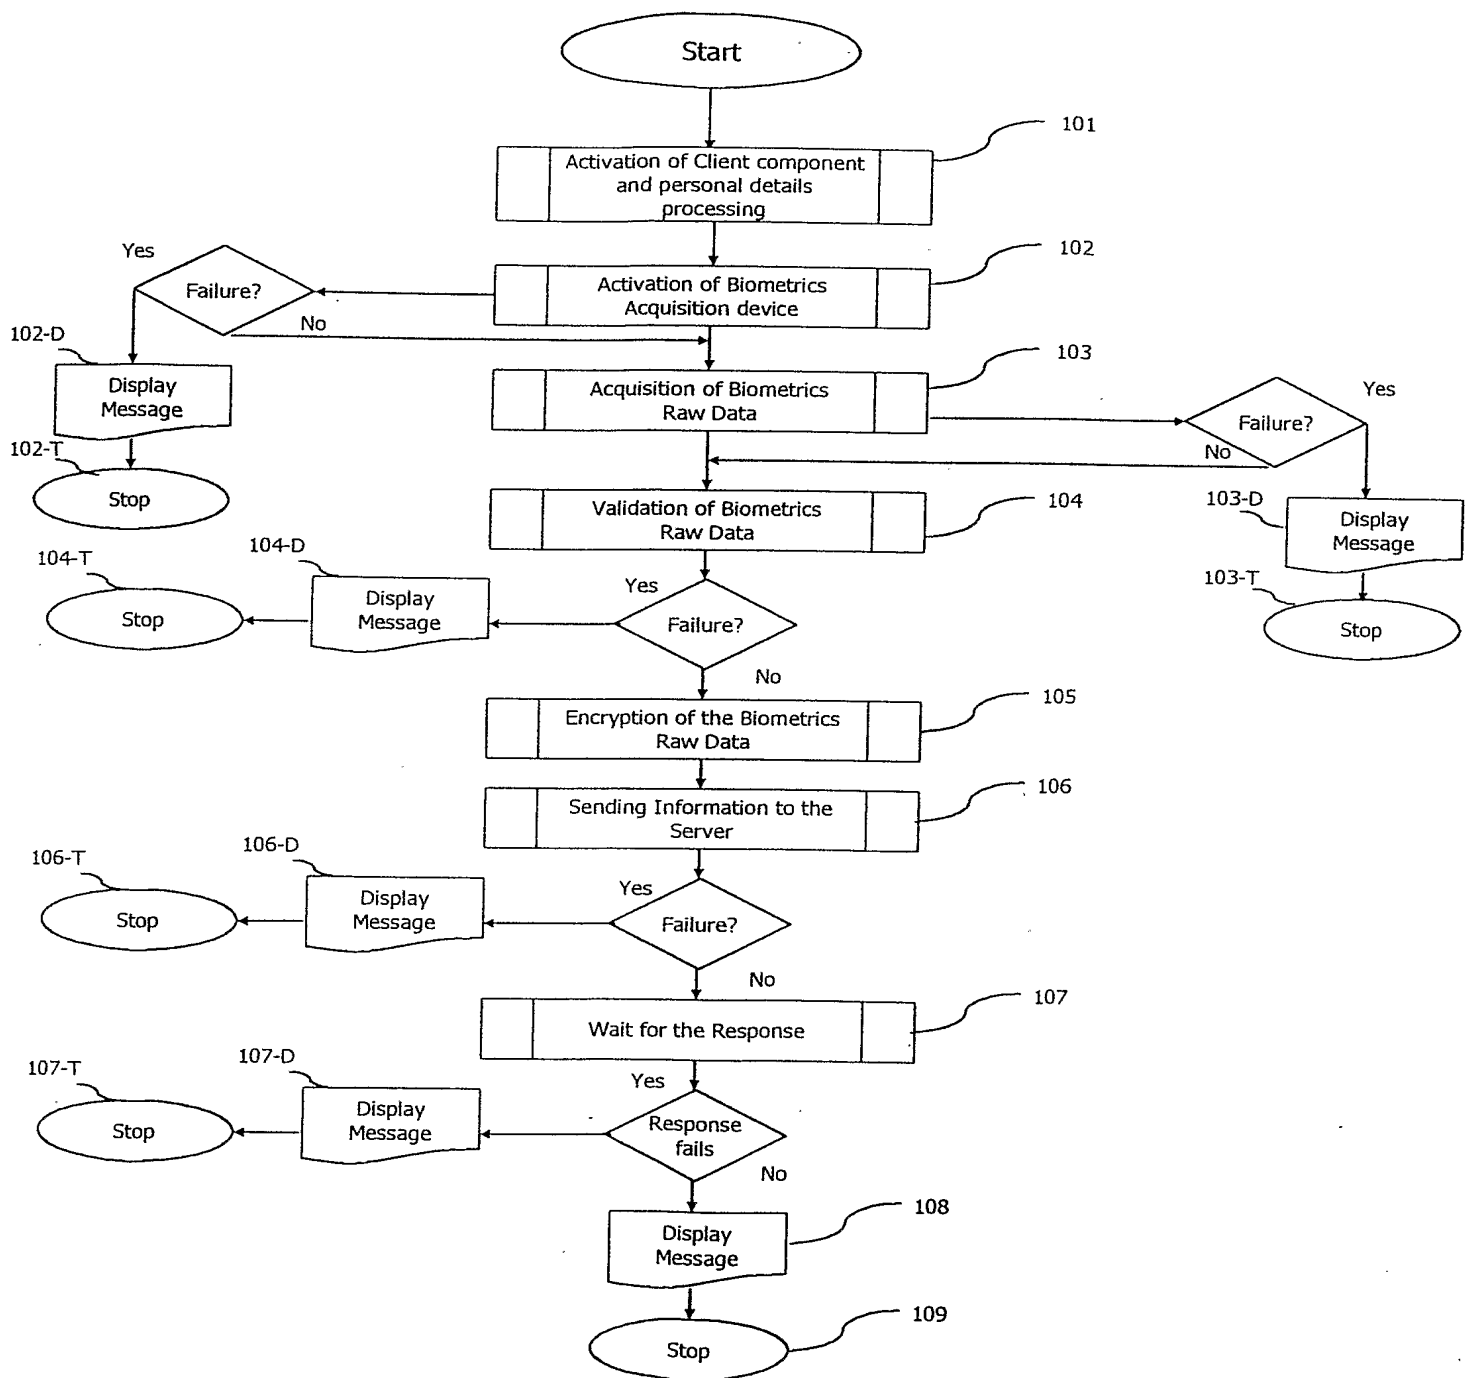 Start
101
Activation of Client component
and personal details
processing
102
Yes
Failure?
Activation of Biometrics
Acquisition device
No
102-D
Display
Message
103
Acquisition of Biometrics
Raw Data
Yes
Failure?
No
102-T
Stop
104
Validation of Biometrics
Raw Data
103-D
Display
Message
103-T
Stop
104-T
Stop
104-D
Display
Message
Yes
Failure?
No
105
Encryption of the Biometrics
Raw Data
106
Sending Information to the
Server
106-T
Stop
106-D
Display
Message
Yes
Failure?
No
107
Wait for the Response
107-T
Stop
107-D
Display
Message
Yes
Response
fails
No
108
Display
Message
109
Stop